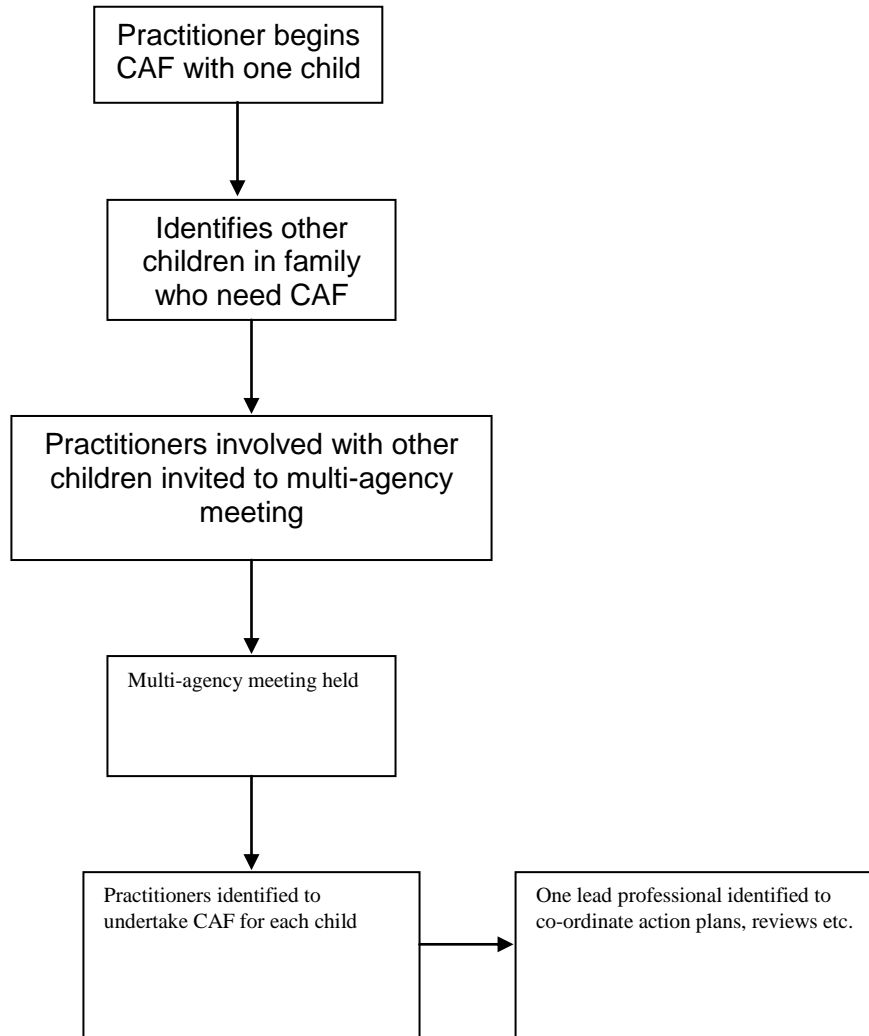 Practitioner begins
CAF with one child
Identifies other
children in family
who need CAF
Practitioners involved with other
children invited to multi-agency
meeting
Multi-agency meeting held
Practitioners identified to
undertake CAF for each child
One lead professional identified to
co-ordinate action plans, reviews etc.